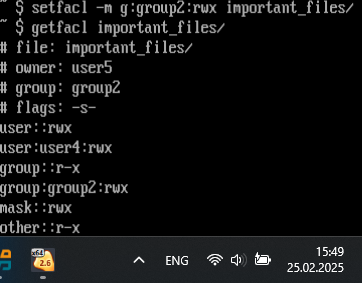 ~ $ setfacl -m g:group2:rwx important_files/
~ $ getfacl important_files/
# file: important_files/
# owner: user5
# group: group2
# flags: -s-
user::rwx
user:user4:rwx
group::r-x
group:group2:rwx
mask::rwx
other::r-x
x64
2.6
ENG
15:49
25.02.2025